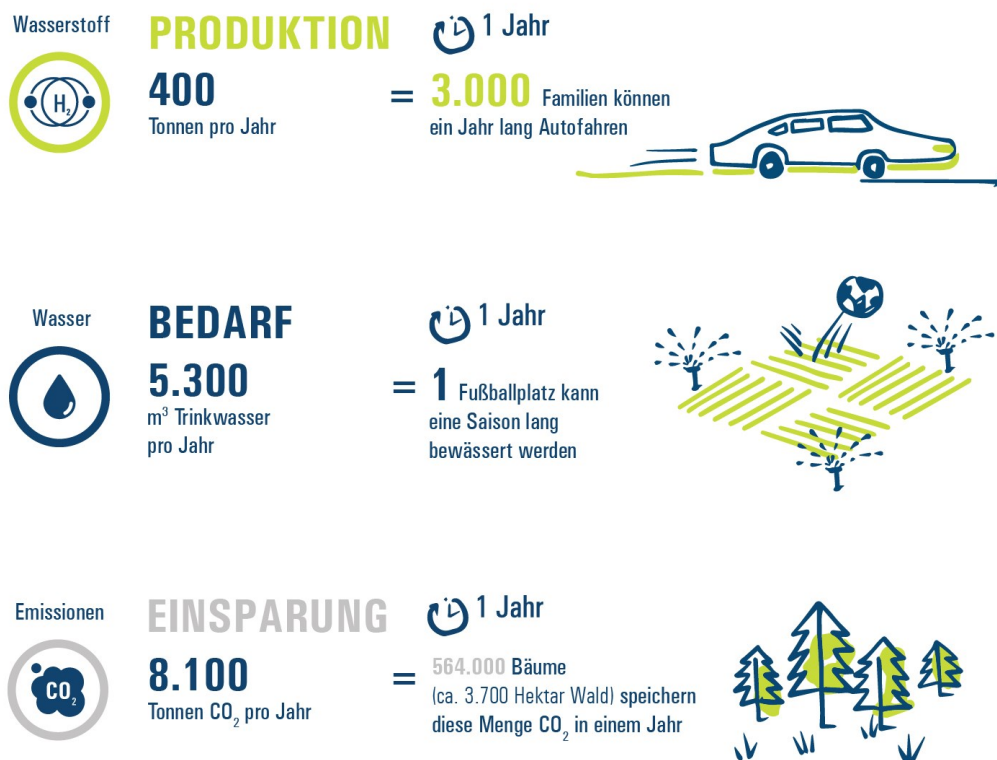 Wasserstoff
PRODUKTION
1 Jahr
H₂
400
Tonnen pro Jahr
=
3.000 Familien können
ein Jahr lang Autofahren
Wasser
BEDARF
1 Jahr
5.300
m³ Trinkwasser
pro Jahr
=
1 Fußballplatz kann
eine Saison lang
bewässert werden
Emissionen
EINSPARUNG
1 Jahr
CO₂
8.100
Tonnen CO₂ pro Jahr
=
564.000 Bäume
(ca. 3.700 Hektar Wald) speichern
diese Menge CO₂ in einem Jahr